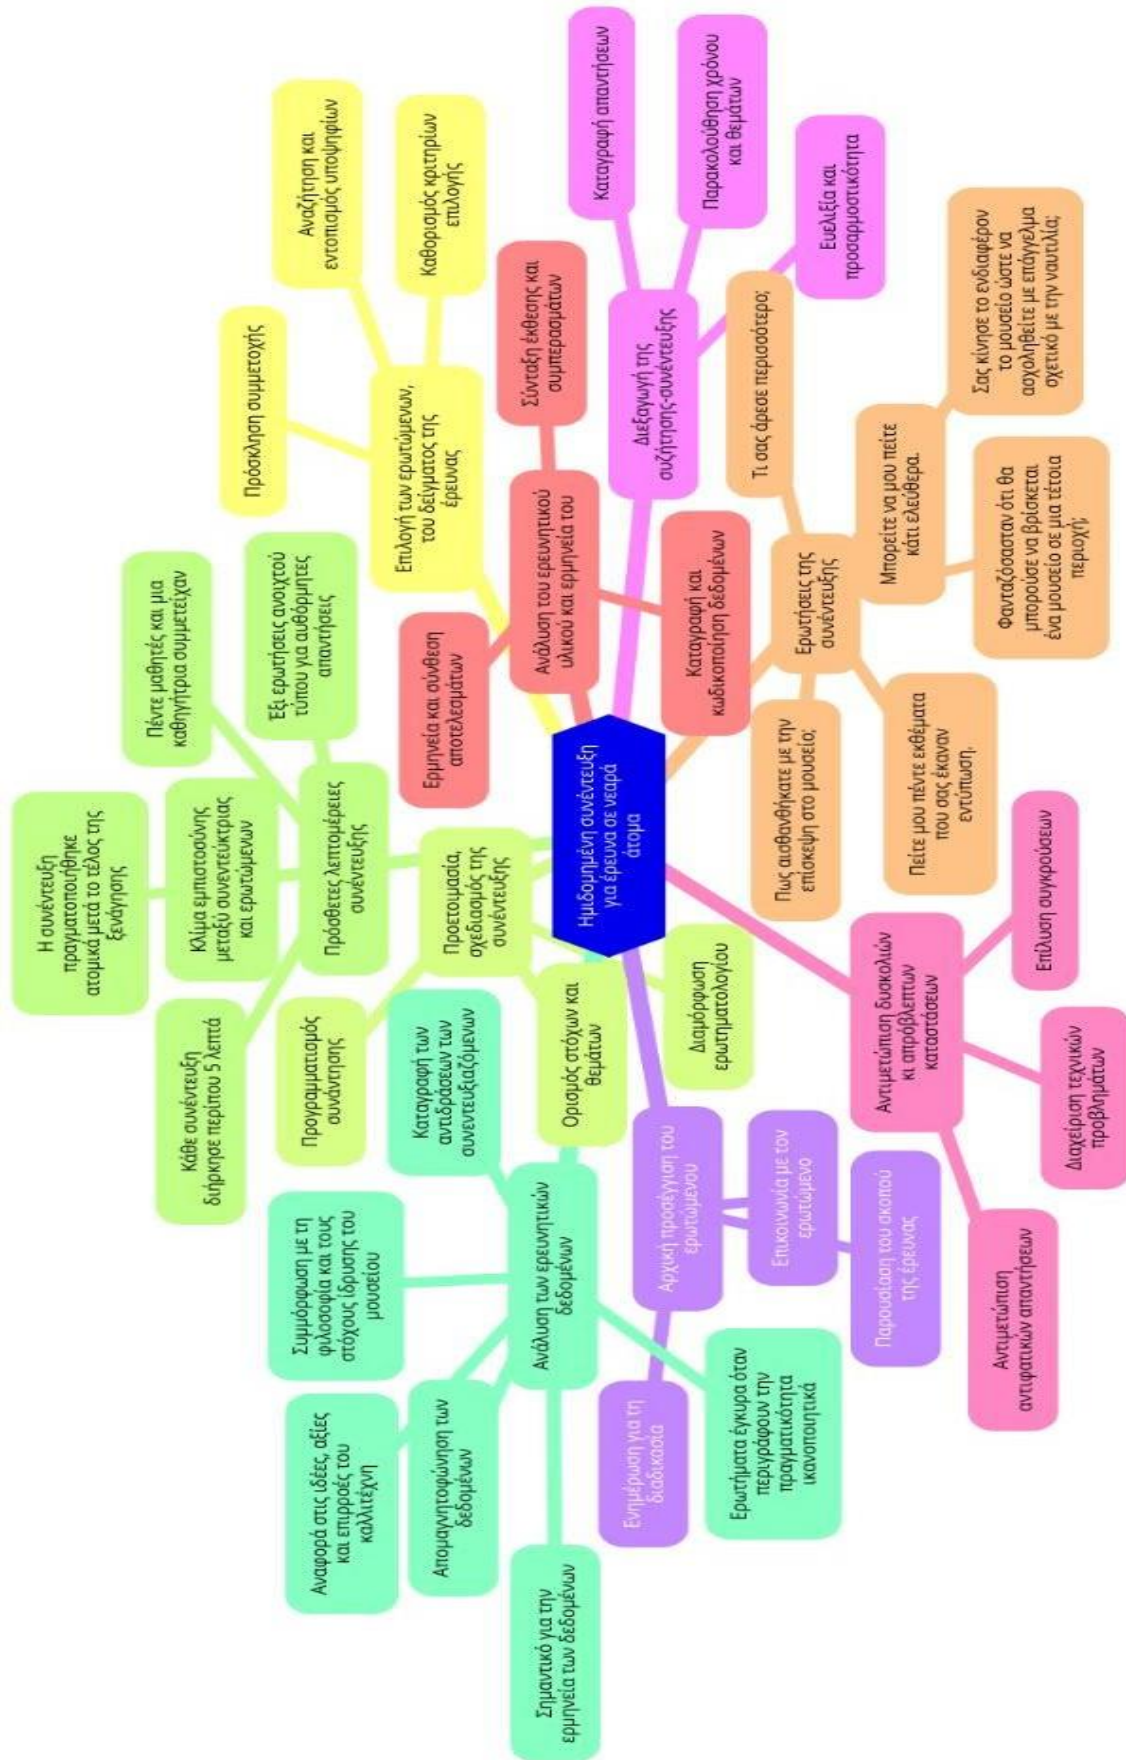 Ημιδομημένη συνέντευξη
για έρευνα σε νεαρά
άτομα
Ανάλυση των ερευνητικών
δεδομένων
Σημαντικό για την
ερμηνεία των δεδομένων
Απομαγνητοφώνηση των
δεδομένων
Αναφορά στις ιδέες, αξίες
και επιρροές του
καλλιτέχνη
Συμμόρφωση με τη
φιλοσοφία και τους
στόχους ίδρυσης του
μουσείου
Καταγραφή των
αντιδράσεων των
συνεντευξιαζόμενων
Ερωτήματα έγκυρα όταν
περιγράφουν την
πραγματικότητα
ικανοποιητικά
Προετοιμασία,
σχεδιασμός της
συνέντευξης
Προγραμματισμός
συνάντησης
Ορισμός στόχων και
θεμάτων
Διαμόρφωση
ερωτηματολογίου
Πρόσθετες λεπτομέρειες
συνέντευξης
Κάθε συνέντευξη
διήρκησε περίπου 5 λεπτά
Η συνέντευξη
πραγματοποιήθηκε
ατομικά μετά το τέλος της
ξενάγησης
Κλίμα εμπιστοσύνης
μεταξύ συνεντεύκτριας
και ερωτώμενων
Πέντε μαθητές και μια
καθηγήτρια συμμετείχαν
Έξι ερωτήσεις ανοιχτού
τύπου για αυθόρμητες
απαντήσεις
Επιλογή των ερωτώμενων,
του δείγματος της
έρευνας
Πρόσκληση συμμετοχής
Αναζήτηση και
εντοπισμός υποψηφίων
Καθορισμός κριτηρίων
επιλογής
Ανάλυση του ερευνητικού
υλικού και ερμηνεία του
Ερμηνεία και σύνθεση
αποτελεσμάτων
Σύνταξη έκθεσης και
συμπερασμάτων
Καταγραφή και
κωδικοποίηση δεδομένων
Διεξαγωγή της
συζήτησης-συνέντευξης
Καταγραφή απαντήσεων
Παρακολούθηση χρόνου
και θεμάτων
Ευελιξία και
προσαρμοστικότητα
Ερωτήσεις της
συνέντευξης
Πως αισθανθήκατε με την
επίσκεψη στο μουσείο;
Τι σας άρεσε περισσότερο;
Πείτε μου πέντε εκθέματα
που σας έκαναν
εντύπωση.
Μπορείτε να μου πείτε
κάτι ελεύθερα.
Φανταζόσασταν ότι θα
μπορούσε να βρίσκεται
ένα μουσείο σε μια τέτοια
περιοχή;
Σας κίνησε το ενδιαφέρον
το μουσείο ώστε να
ασχοληθείτε με επάγγελμα
σχετικό με την ναυτιλία;
Αρχική προσέγγιση του
ερωτώμενου
Ενημέρωση για τη
διαδικασία
Επικοινωνία με τον
ερωτώμενο
Παρουσίαση του σκοπού
της έρευνας
Αντιμετώπιση δυσκολιών
κι απρόβλεπτων
καταστάσεων
Αντιμετώπιση
αντιφατικών απαντήσεων
Διαχείριση τεχνικών
προβλημάτων
Επίλυση συγκρούσεων